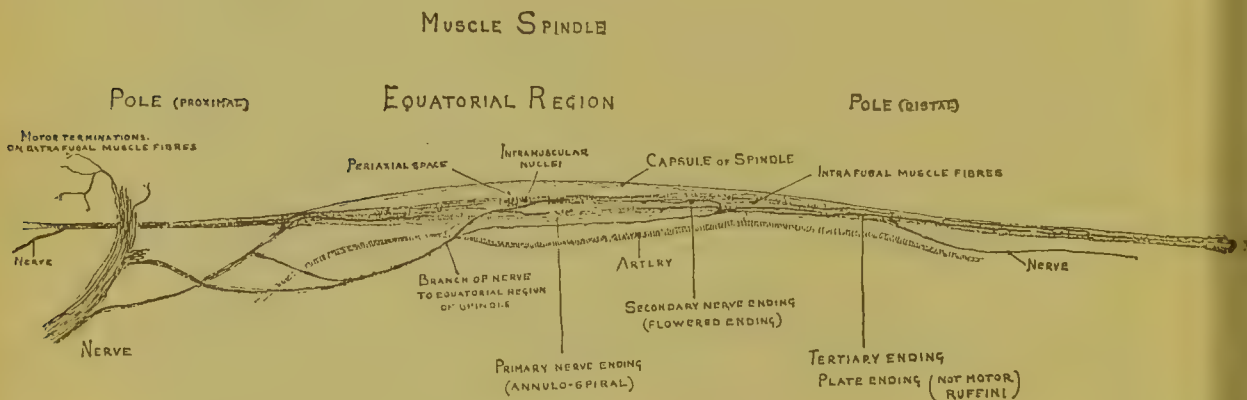 MUSCLE SPINDLE
POLE (PROXIMAL)
EQUATORIAL REGION
POLE (DISTAL)
MOTOR TERMINATIONS.
ON EXTRAFUSAL MUSCLE FIBRES
PERIAXIAL SPACE
INTRAMUSCULAR
NUCLEI
CAPSULE OF SPINDLE
INTRAFUSAL MUSCLE FIBRES
NERVE
NERVE
BRANCH OF NERVE
TO EQUATORIAL REGION
OF SPINDLE
ARTERY
NERVE
SECONDARY NERVE ENDING
(FLOWERED ENDING)
PRIMARY NERVE ENDING
(ANNULO-SPIRAL)
TERTIARY ENDING
PLATE ENDING (NOT MOTOR
RUFFINI)